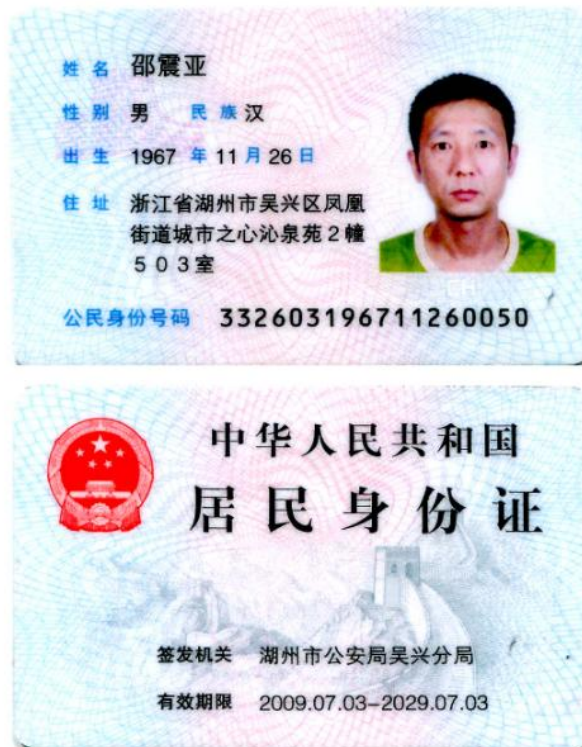 姓名 邵震亚
性别 男 民族 汉
出生 1967 年 11 月 26 日
住址 浙江省湖州市吴兴区凤凰
街道城市之心沁泉苑2幢
503室
公民身份号码 332603196711260050
中华人民共和国
居民身份证
签发机关 湖州市公安局吴兴分局
有效期限 2009.07.03-2029.07.03